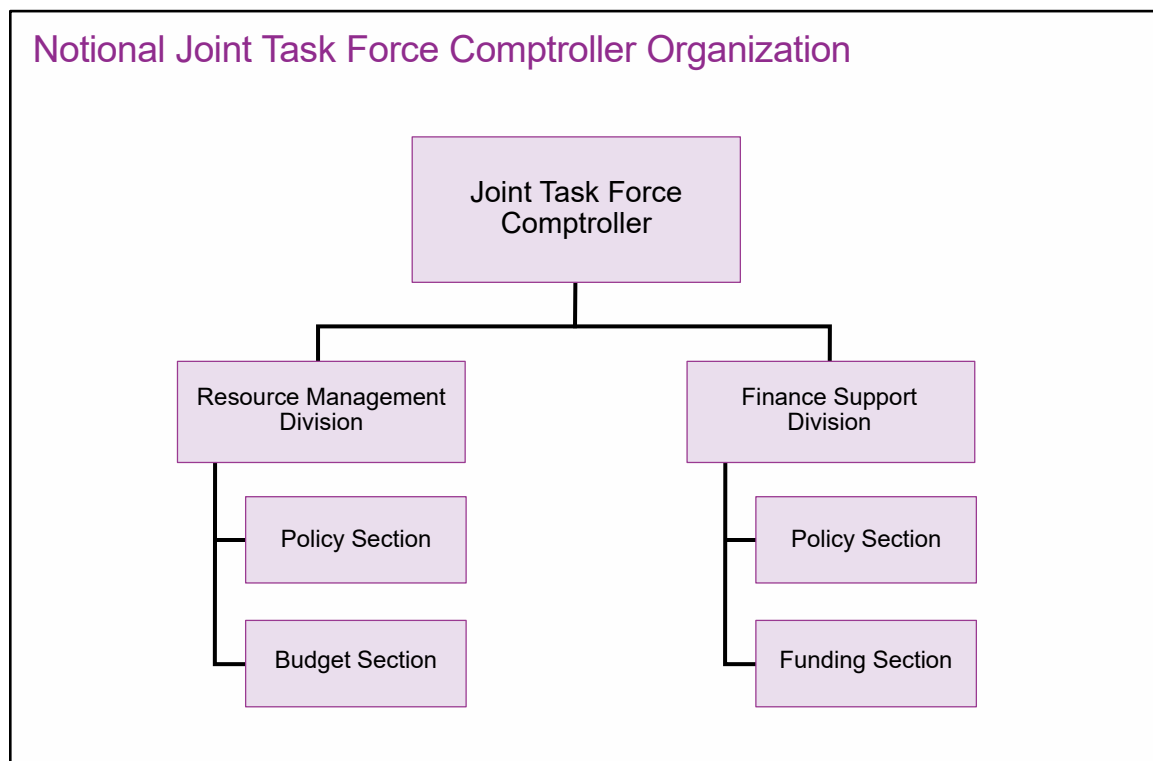 Notional Joint Task Force Comptroller Organization
Joint Task Force
Comptroller
Resource Management
Division
Finance Support
Division
Policy Section
Policy Section
Budget Section
Funding Section